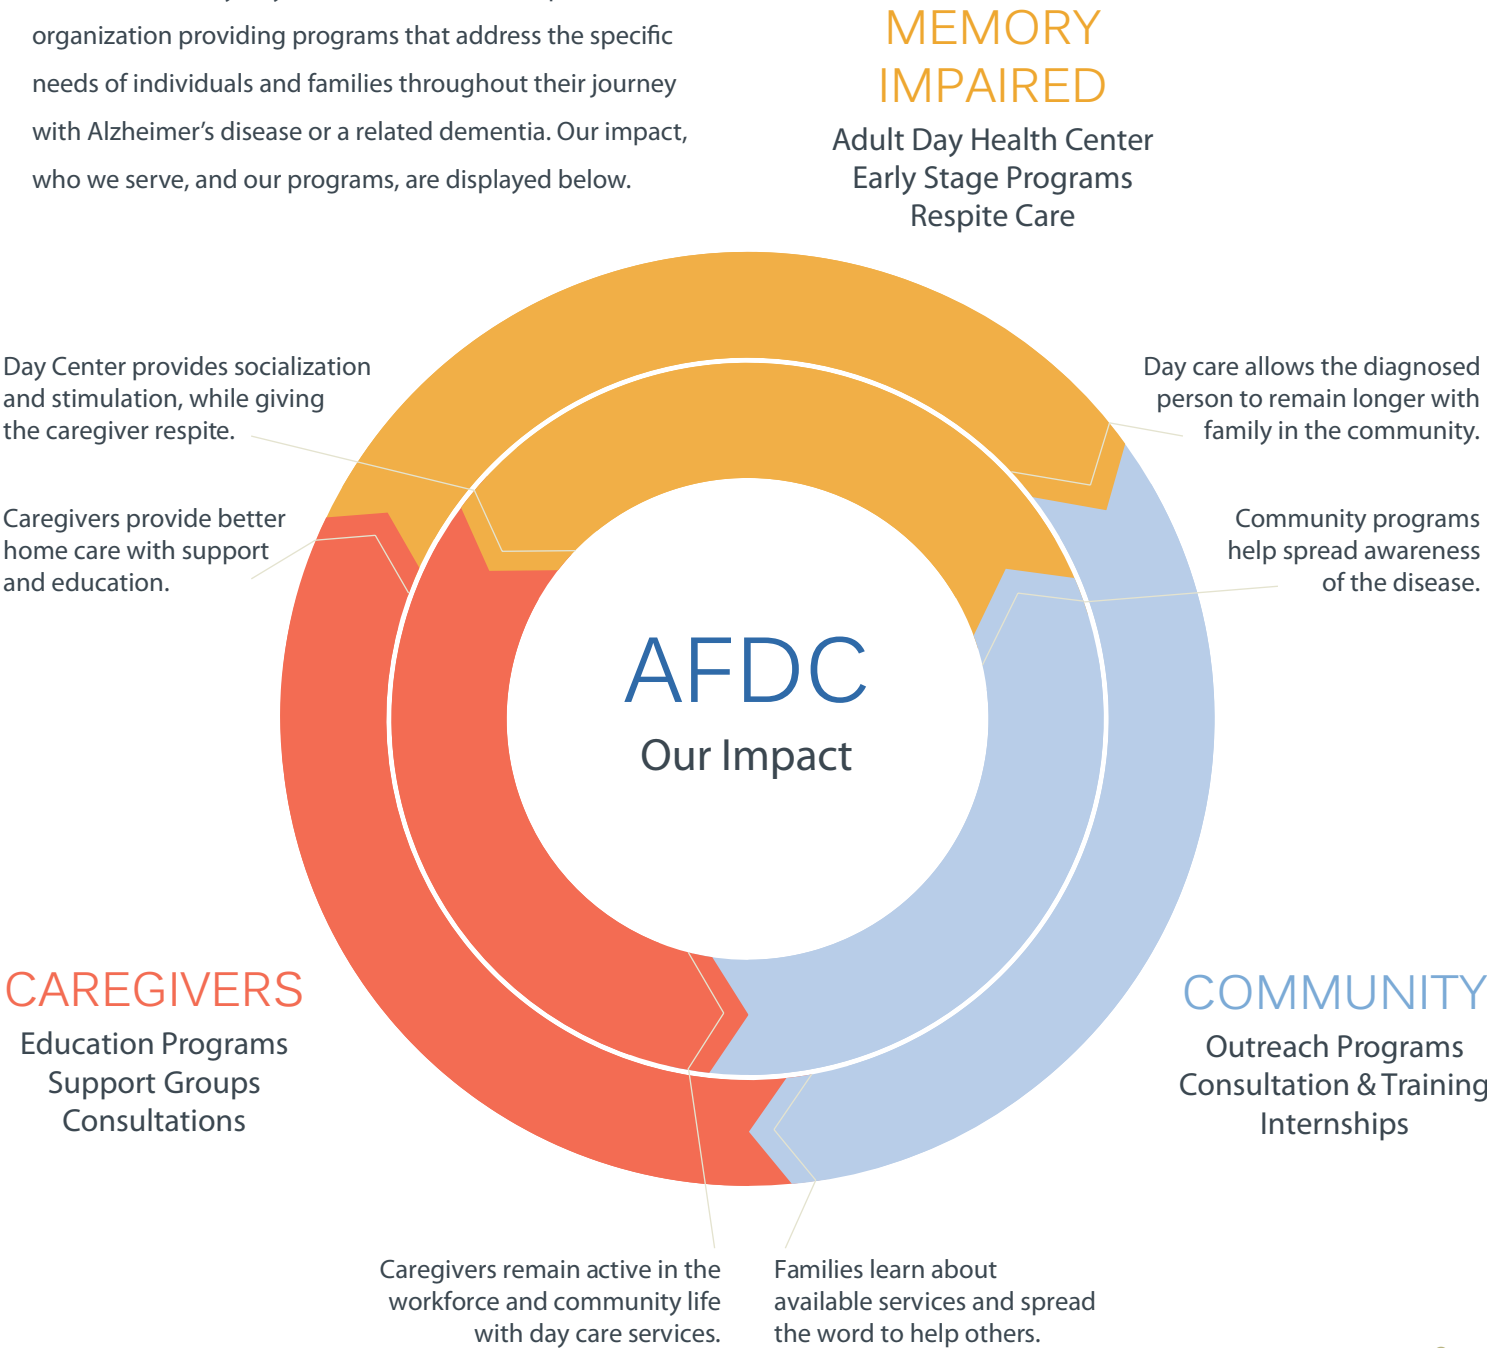 organization providing programs that address the specific
needs of individuals and families throughout their journey
with Alzheimer’s disease or a related dementia. Our impact,
who we serve, and our programs, are displayed below.
MEMORY
IMPAIRED
Adult Day Health Center
Early Stage Programs
Respite Care
Day Center provides socialization
and stimulation, while giving
the caregiver respite.
Day care allows the diagnosed
person to remain longer with
family in the community.
Caregivers provide better
home care with support
and education.
Community programs
help spread awareness
of the disease.
AFDC
Our Impact
CAREGIVERS
Education Programs
Support Groups
Consultations
COMMUNITY
Outreach Programs
Consultation & Training
Internships
Caregivers remain active in the
workforce and community life
with day care services.
Families learn about
available services and spread
the word to help others.